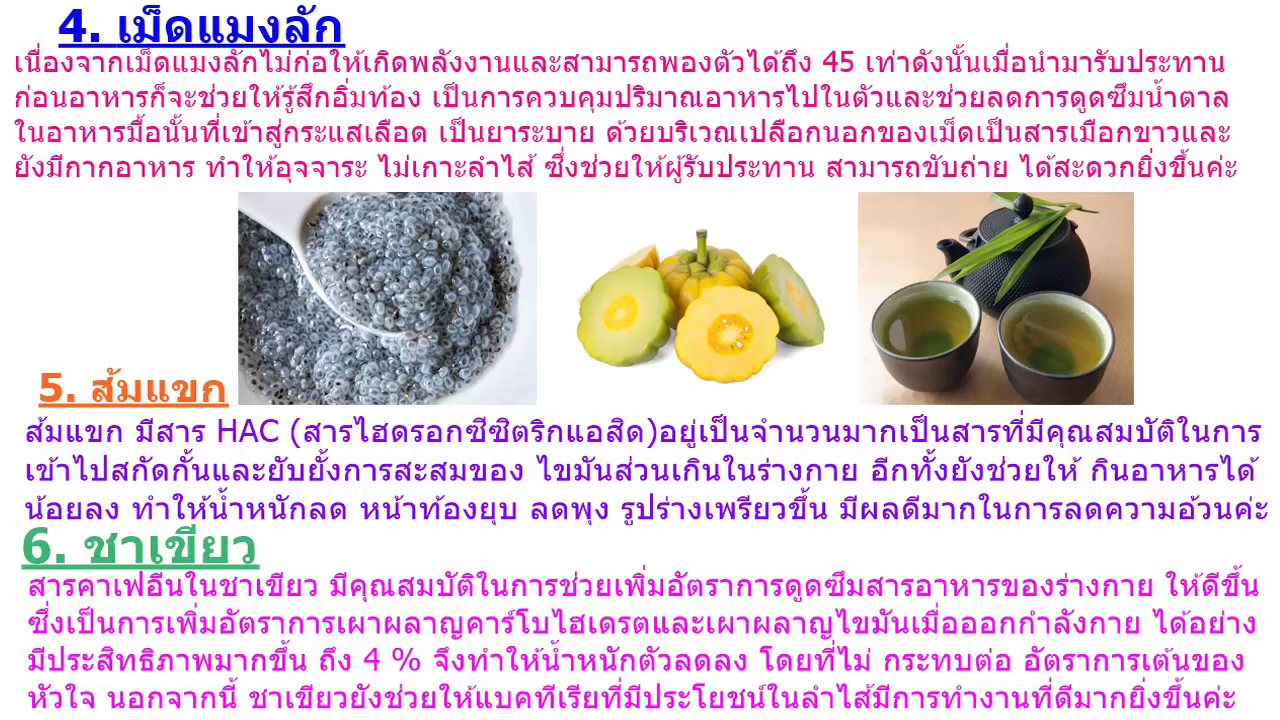 4. เม็ดแมงลัก
เนื่องจากเม็ดแมงลักไม่ก่อให้เกิดพลังงานและสามารถพองตัวได้ถึง 45 เท่าดังนั้นเมื่อนำมารับประทาน
ก่อนอาหารก็จะช่วยให้รู้สึกอิ่มท้อง เป็นการควบคุมปริมาณอาหารไปในตัวและช่วยลดการดูดซึมน้ำตาล
ในอาหารมื้อนั้นที่เข้าสู่กระแสเลือด เป็นยาระบาย ด้วยบริเวณเปลือกนอกของเม็ดเป็นสารเมือกขาวและ
ยังมีกากอาหาร ทำให้อุจจาระ ไม่เกาะลำไส้ ซึ่งช่วยให้ผู้รับประทาน สามารถขับถ่าย ได้สะดวกยิ่งขึ้นค่ะ
5. ส้มแขก
ส้มแขก มีสาร HAC (สารไฮดรอกซีซิตริกแอสิด)อยู่เป็นจำนวนมากเป็นสารที่มีคุณสมบัติในการ
เข้าไปสกัดกั้นและยับยั้งการสะสมของ ไขมันส่วนเกินในร่างกาย อีกทั้งยังช่วยให้ กินอาหารได้
น้อยลง ทำให้น้ำหนักลด หน้าท้องยุบ ลดพุง รูปร่างเพรียวขึ้น มีผลดีมากในการลดความอ้วนค่ะ
6. ชาเขียว
สารคาเฟอีนในชาเขียว มีคุณสมบัติในการช่วยเพิ่มอัตราการดูดซึมสารอาหารของร่างกาย ให้ดีขึ้น
ซึ่งเป็นการเพิ่มอัตราการเผาผลาญคาร์โบไฮเดรตและเผาผลาญไขมันเมื่อออกกำลังกาย ได้อย่าง
มีประสิทธิภาพมากขึ้น ถึง 4 % จึงทำให้น้ำหนักตัวลดลง โดยที่ไม่ กระทบต่อ อัตราการเต้นของ
หัวใจ นอกจากนี้ ชาเขียวยังช่วยให้แบคทีเรียที่มีประโยชน์ในลำไส้มีการทำงานที่ดีมากยิ่งขึ้นค่ะ